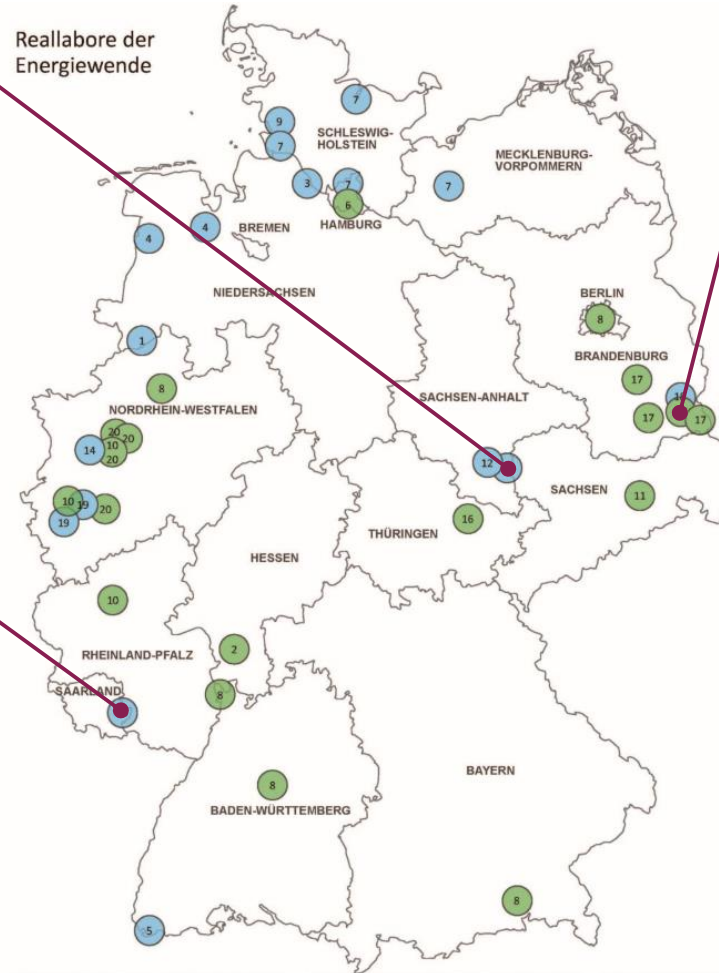 Reallabore der
Energiewende
7
9
SCHLESWIG-
HOLSTEIN
7
MECKLENBURG-
VORPOMMERN
3
7
7
6
4
BREMEN
HAMBURG
4
NIEDERSACHSEN
BERLIN
8
1
BRANDENBURG
8
17
NORDRHEIN-WESTFALEN
SACHSEN-ANHALT
17
17
20
20
14
10
20
12
SACHSEN
11
10
19
20
19
16
THÜRINGEN
HESSEN
10
2
RHEINLAND-PFALZ
SAARLAND
8
BAYERN
8
BADEN-WÜRTTEMBERG
8
5